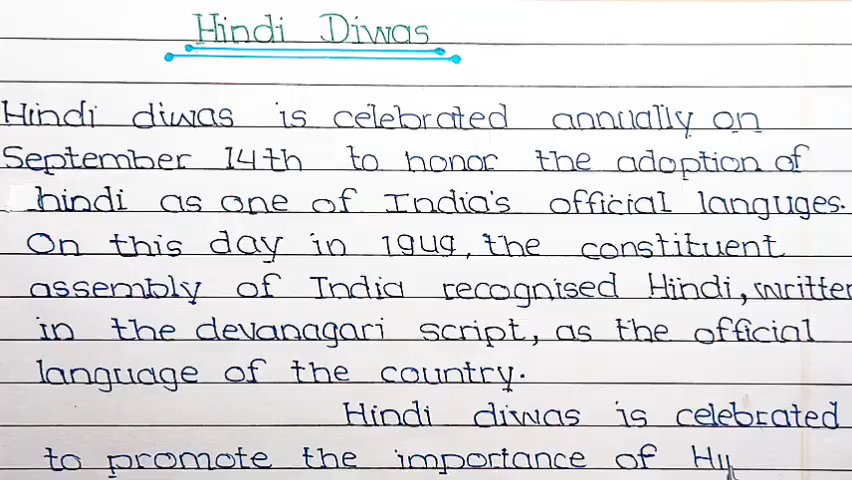 Hindi Diwas
Hindi diwas is celebrated annually on
September 14th to honor the adoption of
hindi as one of India's official languges.
On this day in 1949, the constituent
assembly of India recognised Hindi, written
in the devanagari script, as the official
language of the country.
Hindi diwas is celebrated
to promote the importance of